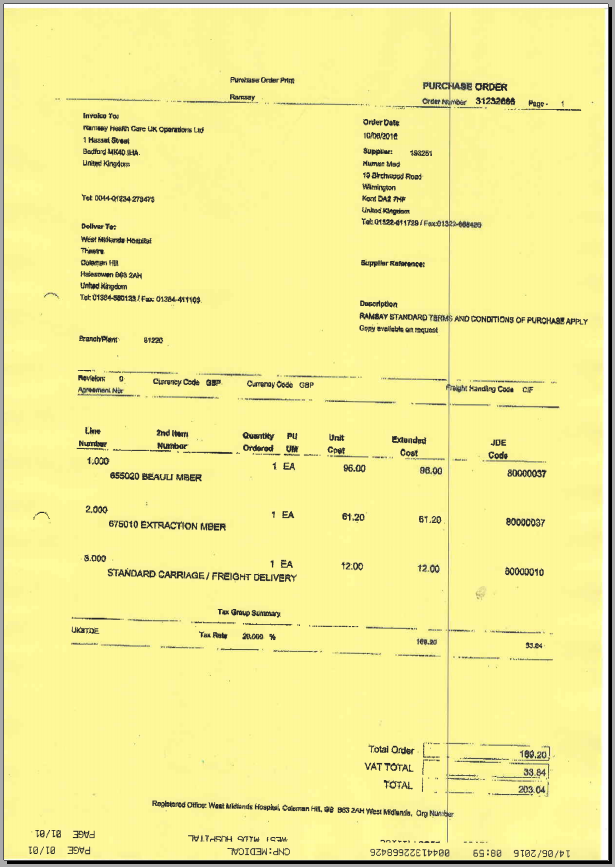 Purchase Order Print
PURCHASE ORDER
Ramsay
Order Number 31232666 Page - 1
Invoice To:
Ramsay Health Care UK Operations Ltd
1 Hassel Street
Bedford MK40 9HA
United Kingdom
Tel: 0044-01234-273473
Order Date
10/06/2016
Supplier: 193251
Human Med
19 Birchwood Road
Wilmington
Kent DA2 7HF
United Kingdom
Tel: 01322-611739 / Fax:01322-668426
Deliver To:
West Midlands Hospital
Theatre
Coleman Hill
Halesowen B63 2AH
United Kingdom
Tel: 01384-560123 / Fax: 01384-411103
Supplier Reference:
Description
RAMSAY STANDARD TERMS AND CONDITIONS OF PURCHASE APPLY
Copy available on request
Branch/Plant 81220
Revision: 0 Currency Code GBP Currency Code GBP Freight Handling Code CIF
Agreement Nbr
Line Number 2nd Item Number Quantity Ordered PU UM Unit Cost Extended Cost JDE Code
1.000 1 EA 96.00 96.00 80000037
655020 BEAULI MBER
2.000 1 EA 61.20 61.20 80000037
675010 EXTRACTION MBER
3.000 1 EA 12.00 12.00 80000010
STANDARD CARRIAGE / FREIGHT DELIVERY
Tax Group Summary
Tax Rate 20.000 % 169.20 33.84
Total Order 169.20
VAT TOTAL 33.84
TOTAL 203.04
Registered Office: West Midlands Hospital, Coleman Hill, B63 2AH West Midlands, Org Number
PAGE 01/01 WEST MIDS HOSPITAL
PAGE 01/01 CNP:MEDICAL 00441322668426 08:59 14/06/2016